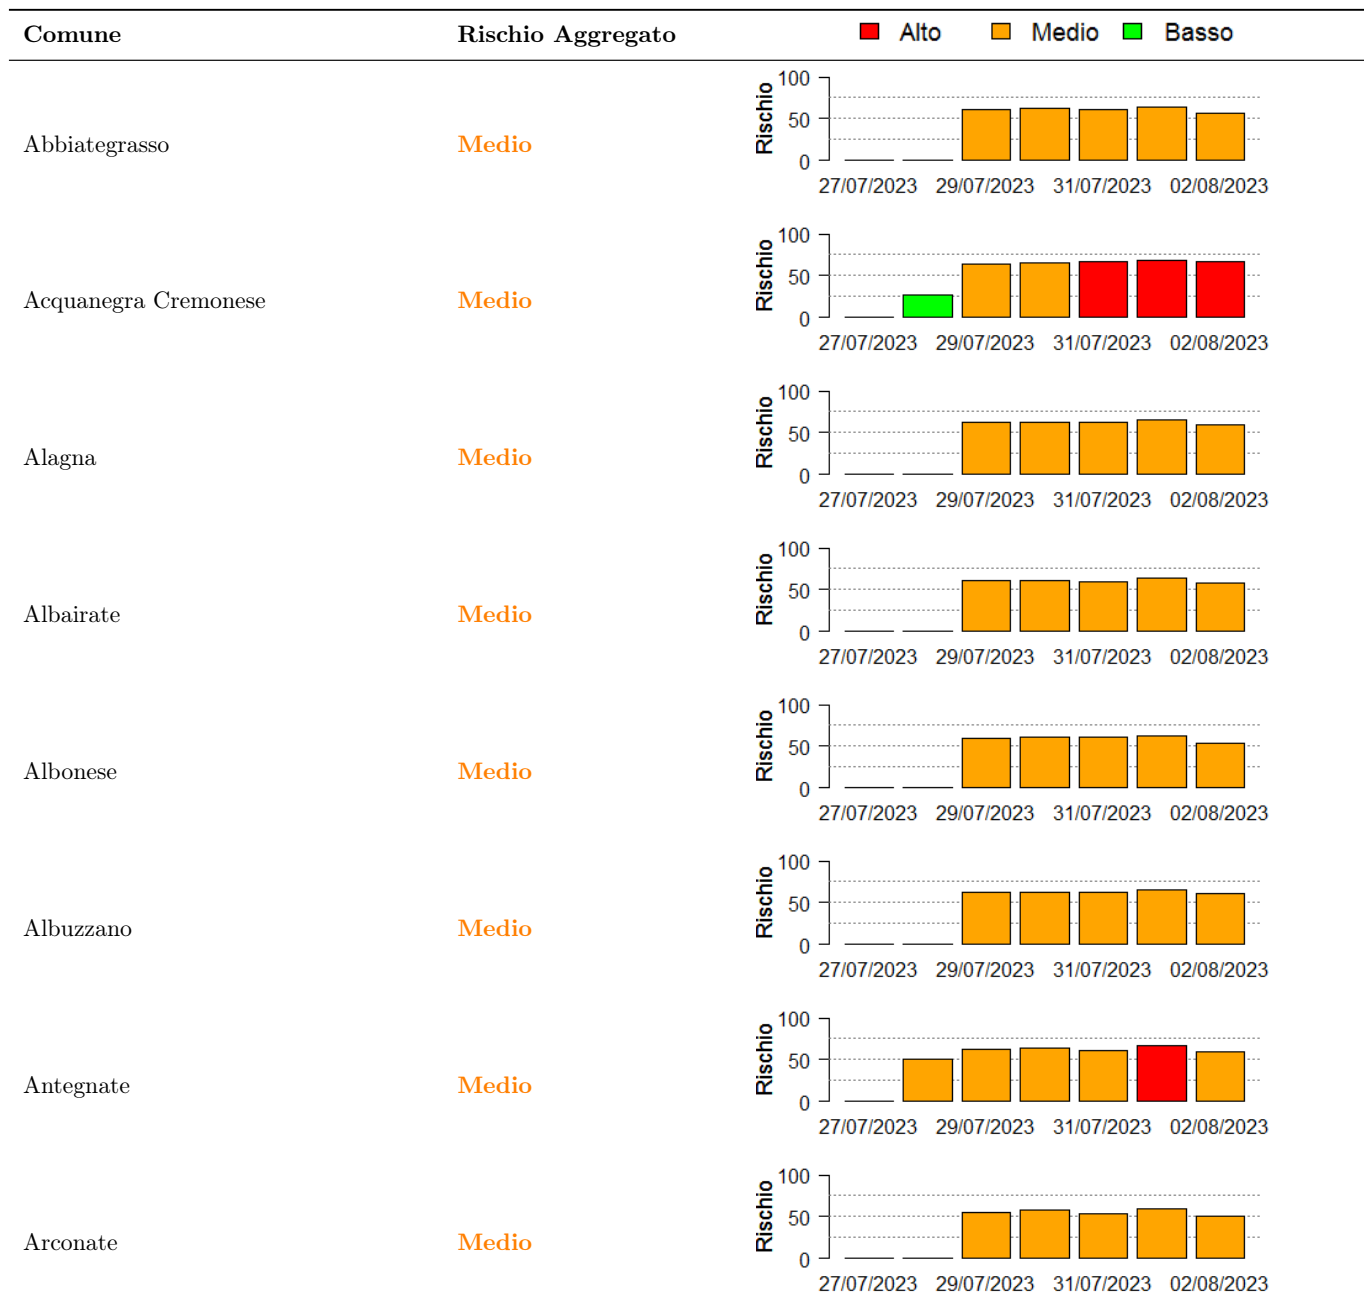 Comune Rischio Aggregato Alto Medio Basso
Abbiategrasso Medio Rischio 100 50 0
27/07/2023 29/07/2023 31/07/2023 02/08/2023
Acquanegra Cremonese Medio Rischio 100 50 0
27/07/2023 29/07/2023 31/07/2023 02/08/2023
Alagna Medio Rischio 100 50 0
27/07/2023 29/07/2023 31/07/2023 02/08/2023
Albairate Medio Rischio 100 50 0
27/07/2023 29/07/2023 31/07/2023 02/08/2023
Albonese Medio Rischio 100 50 0
27/07/2023 29/07/2023 31/07/2023 02/08/2023
Albuzzano Medio Rischio 100 50 0
27/07/2023 29/07/2023 31/07/2023 02/08/2023
Antegnate Medio Rischio 100 50 0
27/07/2023 29/07/2023 31/07/2023 02/08/2023
Arconate Medio Rischio 100 50 0
27/07/2023 29/07/2023 31/07/2023 02/08/2023